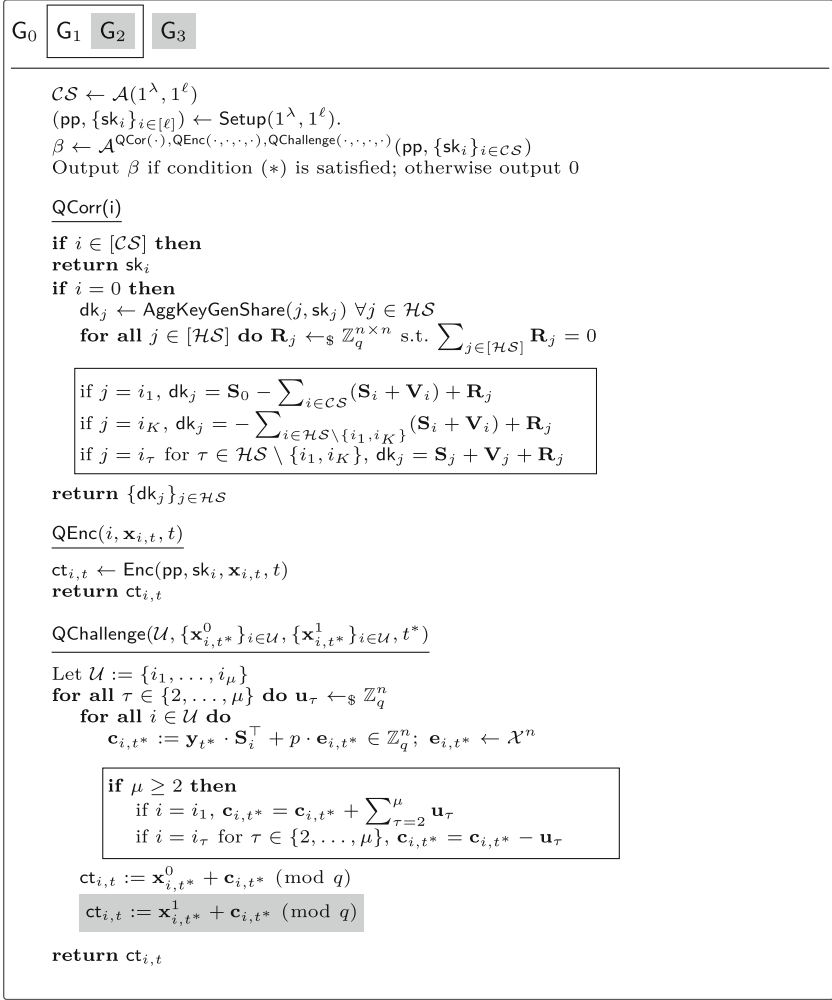 G₀ G₁ G₂ G₃
𝒞𝒮 ← 𝒜(1^λ, 1^ℓ)
(pp, {sk_i}_{i∈[ℓ]}) ← Setup(1^λ, 1^ℓ).
β ← 𝒜^{QCor(·),QEnc(·,·,·,·),QChallenge(·,·,·,·)}(pp, {sk_i}_{i∈𝒞𝒮})
Output β if condition (∗) is satisfied; otherwise output 0
QCorr(i)
if i ∈ [𝒞𝒮] then
return sk_i
if i = 0 then
dk_j ← AggKeyGenShare(j, sk_j) ∀j ∈ ℋ𝒮
for all j ∈ [ℋ𝒮] do R_j ←_$ ℤ_q^{n×n} s.t. ∑_{j∈[ℋ𝒮]} R_j = 0
if j = i_1, dk_j = S_0 − ∑_{i∈𝒞𝒮}(S_i + V_i) + R_j
if j = i_K, dk_j = − ∑_{i∈ℋ𝒮\{i_1,i_K}}(S_i + V_i) + R_j
if j = i_τ for τ ∈ ℋ𝒮 \ {i_1, i_K}, dk_j = S_j + V_j + R_j
return {dk_j}_{j∈ℋ𝒮}
QEnc(i, x_{i,t}, t)
ct_{i,t} ← Enc(pp, sk_i, x_{i,t}, t)
return ct_{i,t}
QChallenge(𝒰, {x^0_{i,t*}}_{i∈𝒰}, {x^1_{i,t*}}_{i∈𝒰}, t*)
Let 𝒰 := {i_1, . . . , i_μ}
for all τ ∈ {2, . . . , μ} do u_τ ←_$ ℤ_q^n
for all i ∈ 𝒰 do
c_{i,t*} := y_{t*} · S_i^⊤ + p · e_{i,t*} ∈ ℤ_q^n; e_{i,t*} ← 𝒳^n
if μ ≥ 2 then
if i = i_1, c_{i,t*} = c_{i,t*} + ∑_{τ=2}^{μ} u_τ
if i = i_τ for τ ∈ {2, . . . , μ}, c_{i,t*} = c_{i,t*} − u_τ
ct_{i,t} := x^0_{i,t*} + c_{i,t*} (mod q)
ct_{i,t} := x^1_{i,t*} + c_{i,t*} (mod q)
return ct_{i,t}